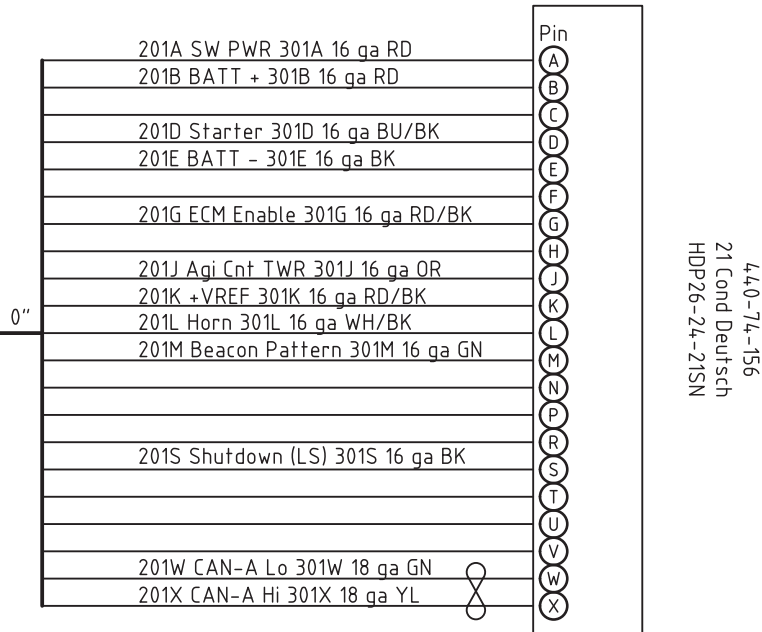 Pin
201A SW PWR 301A 16 ga RD
A
201B BATT + 301B 16 ga RD
B
C
201D Starter 301D 16 ga BU/BK
D
201E BATT - 301E 16 ga BK
E
F
201G ECM Enable 301G 16 ga RD/BK
G
H
201J Agi Cnt TWR 301J 16 ga OR
J
201K +VREF 301K 16 ga RD/BK
K
0"
201L Horn 301L 16 ga WH/BK
L
201M Beacon Pattern 301M 16 ga GN
M
N
P
R
201S Shutdown (LS) 301S 16 ga BK
S
T
U
V
201W CAN-A Lo 301W 18 ga GN
W
201X CAN-A Hi 301X 18 ga YL
X
440-74-156
21 Cond Deutsch
HDP26-24-21SN